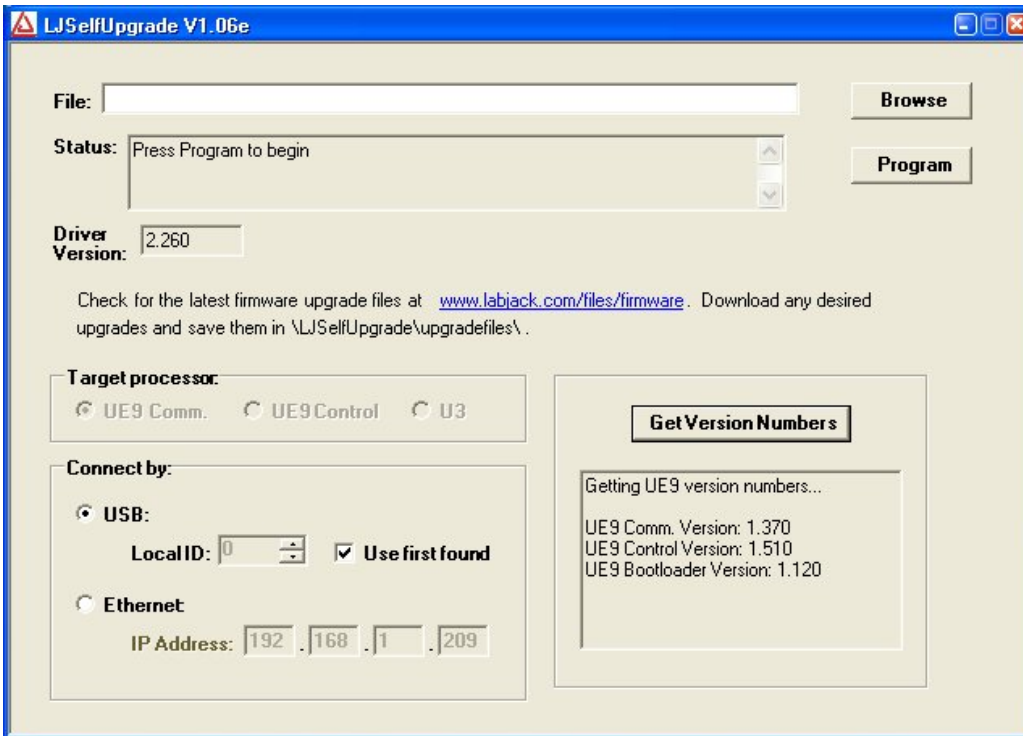 LJSelfUpgrade V1.06e
File:
Browse
Status:
Press Program to begin
Program
Driver
Version:
2.260
Check for the latest firmware upgrade files at www.labjack.com/files/firmware. Download any desired
upgrades and save them in \LJSelfUpgrade\upgradefiles\ .
Target processor:
UE9 Comm.
UE9 Control
U3
Get Version Numbers
Connect by:
USB:
Local ID: 0
Use first found
Ethernet:
IP Address: 192 . 168 . 1 . 209
Getting UE9 version numbers...
UE9 Comm. Version: 1.370
UE9 Control Version: 1.510
UE9 Bootloader Version: 1.120